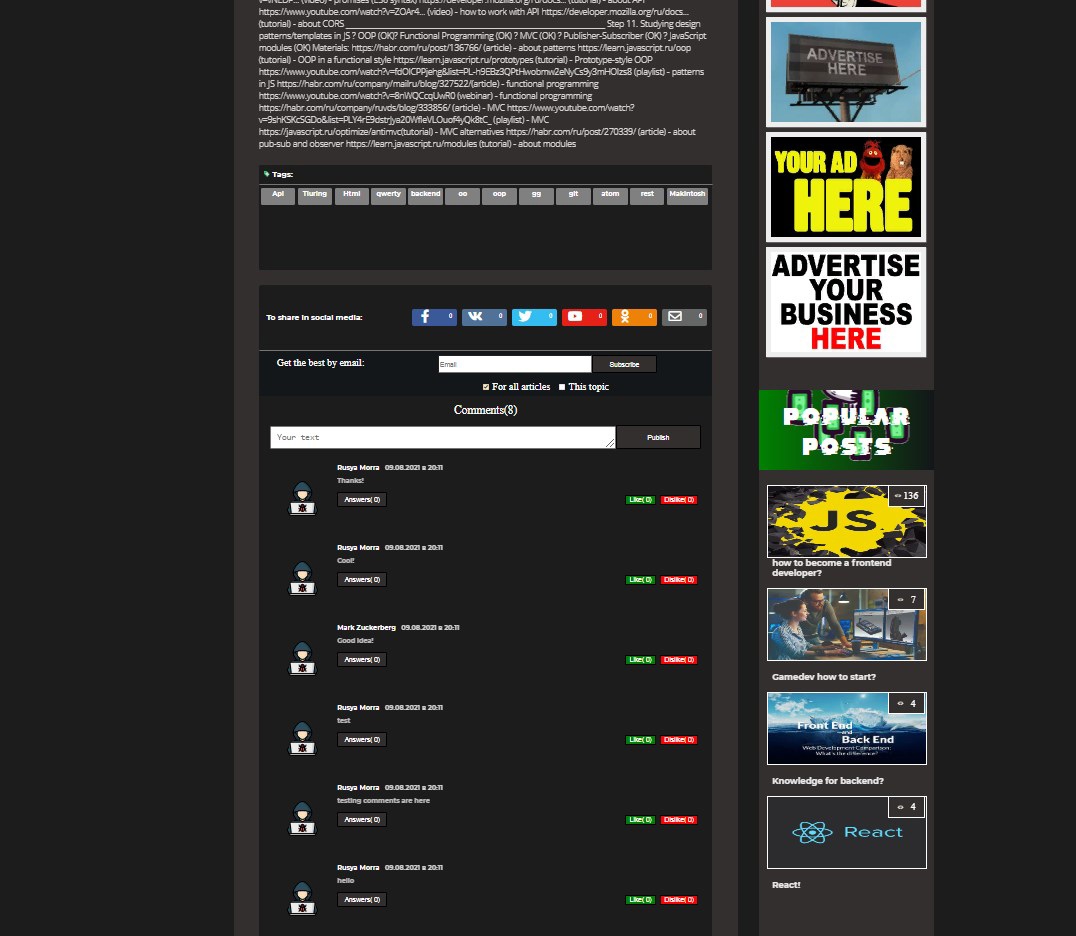 (video) - promises (ES6 syntax) https://developer.mozilla.org/ru/docs... (tutorial) - about API
https://www.youtube.com/watch?v=ZOAr4... (video) - how to work with API https://developer.mozilla.org/ru/docs...
(tutorial) - about CORS Step 11. Studying design
patterns/templates in JS ? OOP (OK)? Functional Programming (OK) ? MVC (OK) ? Publisher-Subscriber (OK) ? JavaScript
modules (OK) Materials: https://habr.com/ru/post/136766/ (article) - about patterns https://learn.javascript.ru/oop
(tutorial) - OOP in a functional style https://learn.javascript.ru/prototypes (tutorial) - Prototype-style OOP
(playlist) - patterns
in JS https://habr.com/ru/company/mailru/blog/327522/(article) - functional programming
https://www.youtube.com/watch?v=8nWQCcqUwR0 (webinar) - functional programming
https://habr.com/ru/company/ruvds/blog/333856/ (article) - MVC https://www.youtube.com/watch?
(playlist) - MVC
https://javascript.ru/optimize/antimvc(tutorial) - MVC alternatives https://habr.com/ru/post/270339/ (article) - about
pub-sub and observer https://learn.javascript.ru/modules (tutorial) - about modules
Tags:
Api Tiuring Html qwerty backend oo oop gg git atom rest Makintosh
To share in social media: 0 0 0 0 0 0
Get the best by email: Email Subscribe
For all articles This topic
Comments(8)
Your text Publish
Rusya Morra 09.08.2021 в 20:11
Thanks!
Answers( 0) Like( 0) Dislike( 0)
Rusya Morra 09.08.2021 в 20:11
Cool!
Answers( 0) Like( 0) Dislike( 0)
Mark Zuckerberg 09.08.2021 в 20:11
Good idea!
Answers( 0) Like( 0) Dislike( 0)
Rusya Morra 09.08.2021 в 20:11
test
Answers( 0) Like( 0) Dislike( 0)
Rusya Morra 09.08.2021 в 20:11
testing comments are here
Answers( 0) Like( 0) Dislike( 0)
Rusya Morra 09.08.2021 в 20:11
hello
Answers( 0) Like( 0) Dislike( 0)
ADVERTISE
HERE
YOUR AD
HERE
ADVERTISE
YOUR
BUSINESS
HERE
POPULAR
POSTS
136
JS
how to become a frontend
developer?
7
Gamedev how to start?
4
Front End
and
Back End
Web Development Comparison:
What's the difference?
Knowledge for backend?
4
React
React!